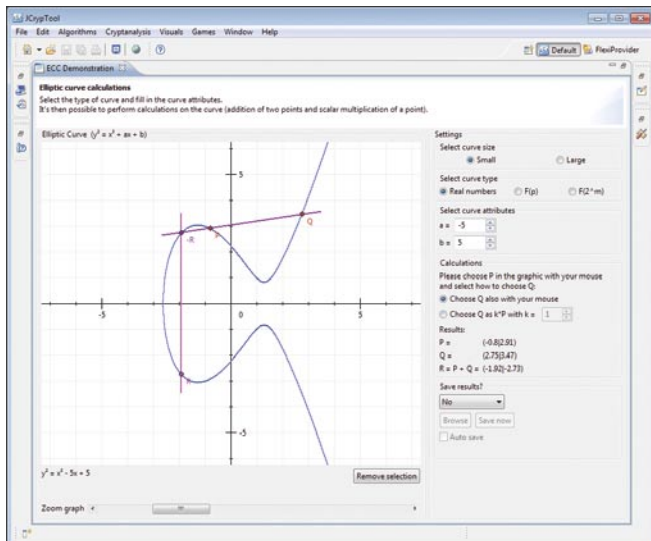 JCrypTool
File Edit Algorithms Cryptanalysis Visuals Games Window Help
Default FlexiProvider
ECC Demonstration
Elliptic curve calculations
Select the type of curve and fill in the curve attributes.
It's then possible to perform calculations on the curve (addition of two points and scalar multiplication of a point).
Elliptic Curve (y² = x³ + ax + b)
5
-R P Q
-5 0 5
0
R
-5
y² = x³ - 5x + 5
Remove selection
Zoom graph
Settings
Select curve size
Small Large
Select curve type
Real numbers F(p) F(2^m)
Select curve attributes
a = -5
b = 5
Calculations
Please choose P in the graphic with your mouse
and select how to choose Q:
Choose Q also with your mouse
Choose Q as k*P with k = 1
Results:
P = (-0.8|2.91)
Q = (2.75|3.47)
R = P + Q = (-1.92|-2.73)
Save results?
No
Browse Save now
Auto save